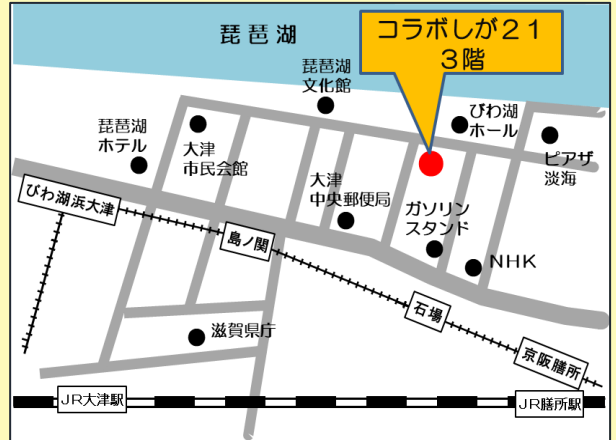 琵琶湖
コラボしが21
3階
琵琶湖
文化館
びわ湖
ホール
琵琶湖
ホテル
大津
市民会館
ピアザ
淡海
大津
中央郵便局
ガソリン
スタンド
びわ湖浜大津
島ノ関
NHK
石場
滋賀県庁
京阪膳所
JR大津駅
JR膳所駅